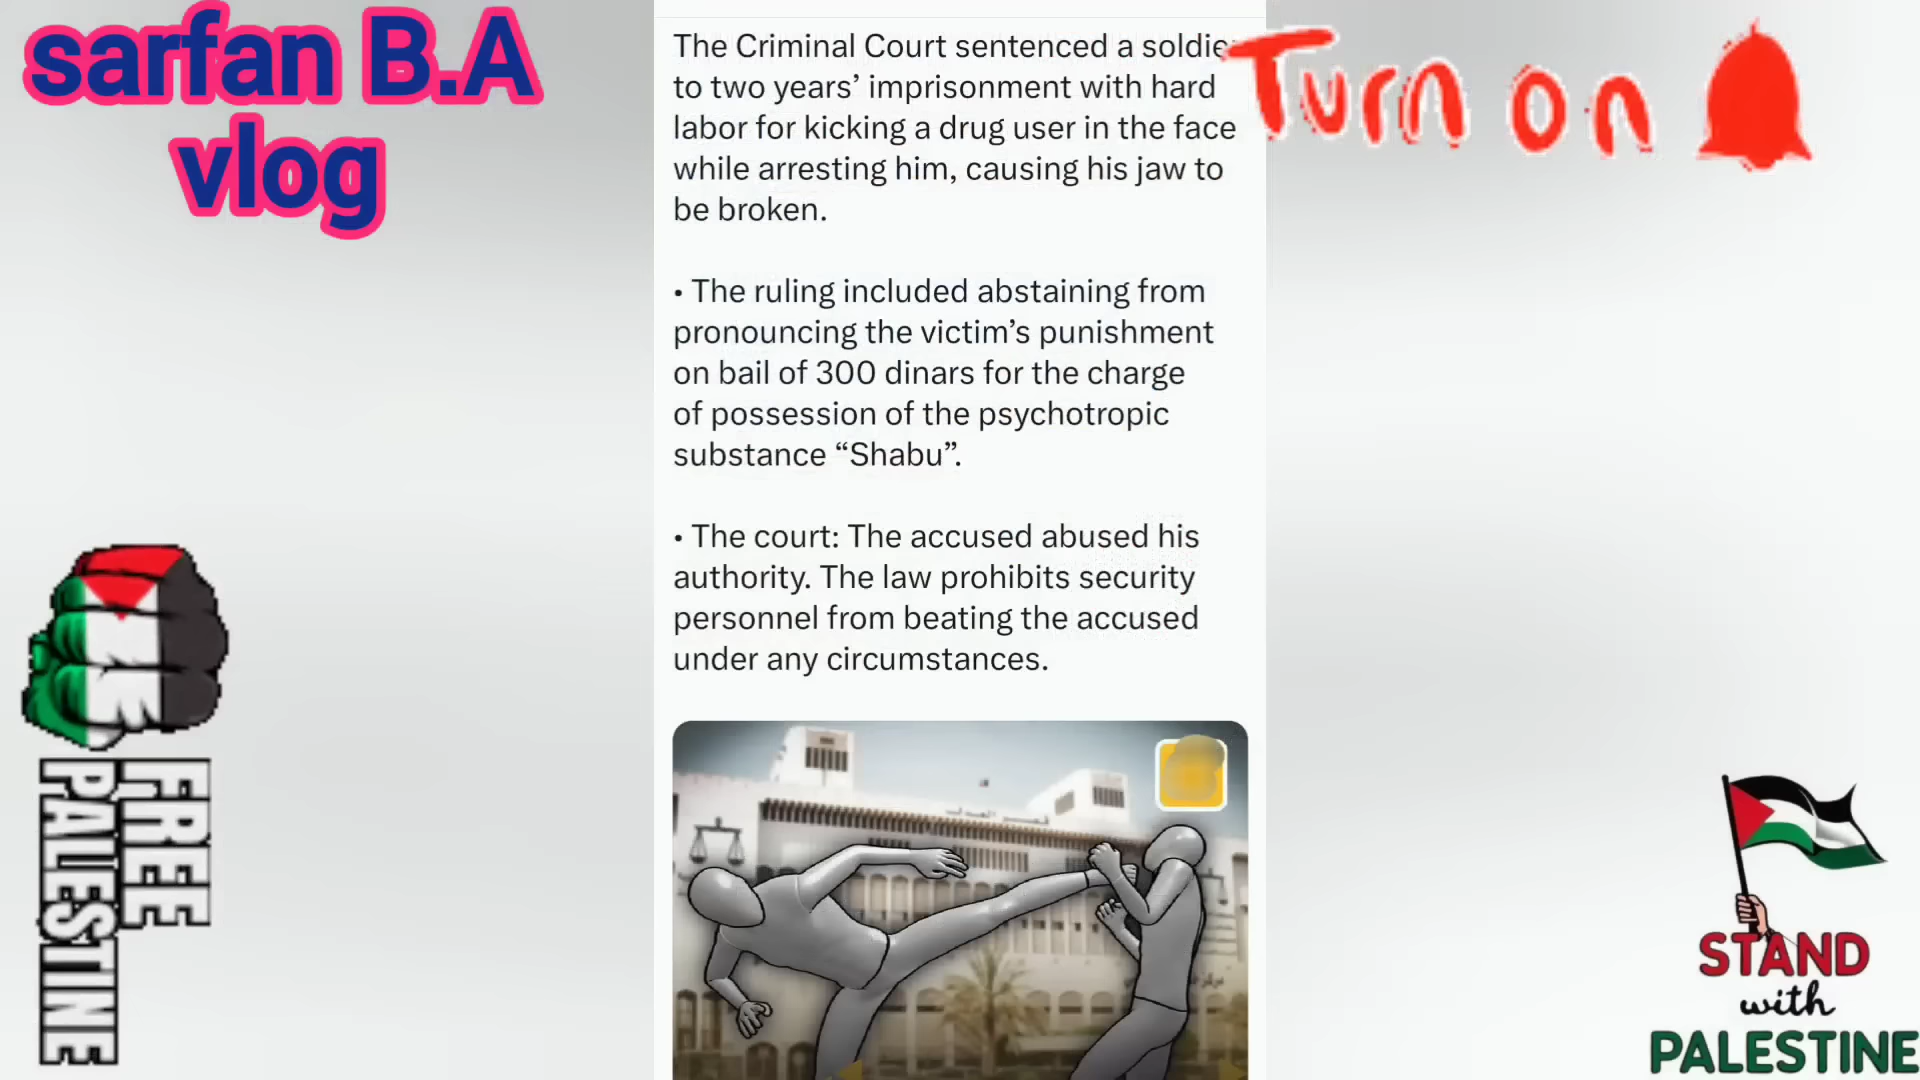 sarfan B.A
vlog
The Criminal Court sentenced a soldier
to two years’ imprisonment with hard
labor for kicking a drug user in the face
while arresting him, causing his jaw to
be broken.
• The ruling included abstaining from
pronouncing the victim’s punishment
on bail of 300 dinars for the charge
of possession of the psychotropic
substance “Shabu”.
• The court: The accused abused his
authority. The law prohibits security
personnel from beating the accused
under any circumstances.
Turn on
FREE
PALESTINE
STAND
with
PALESTINE